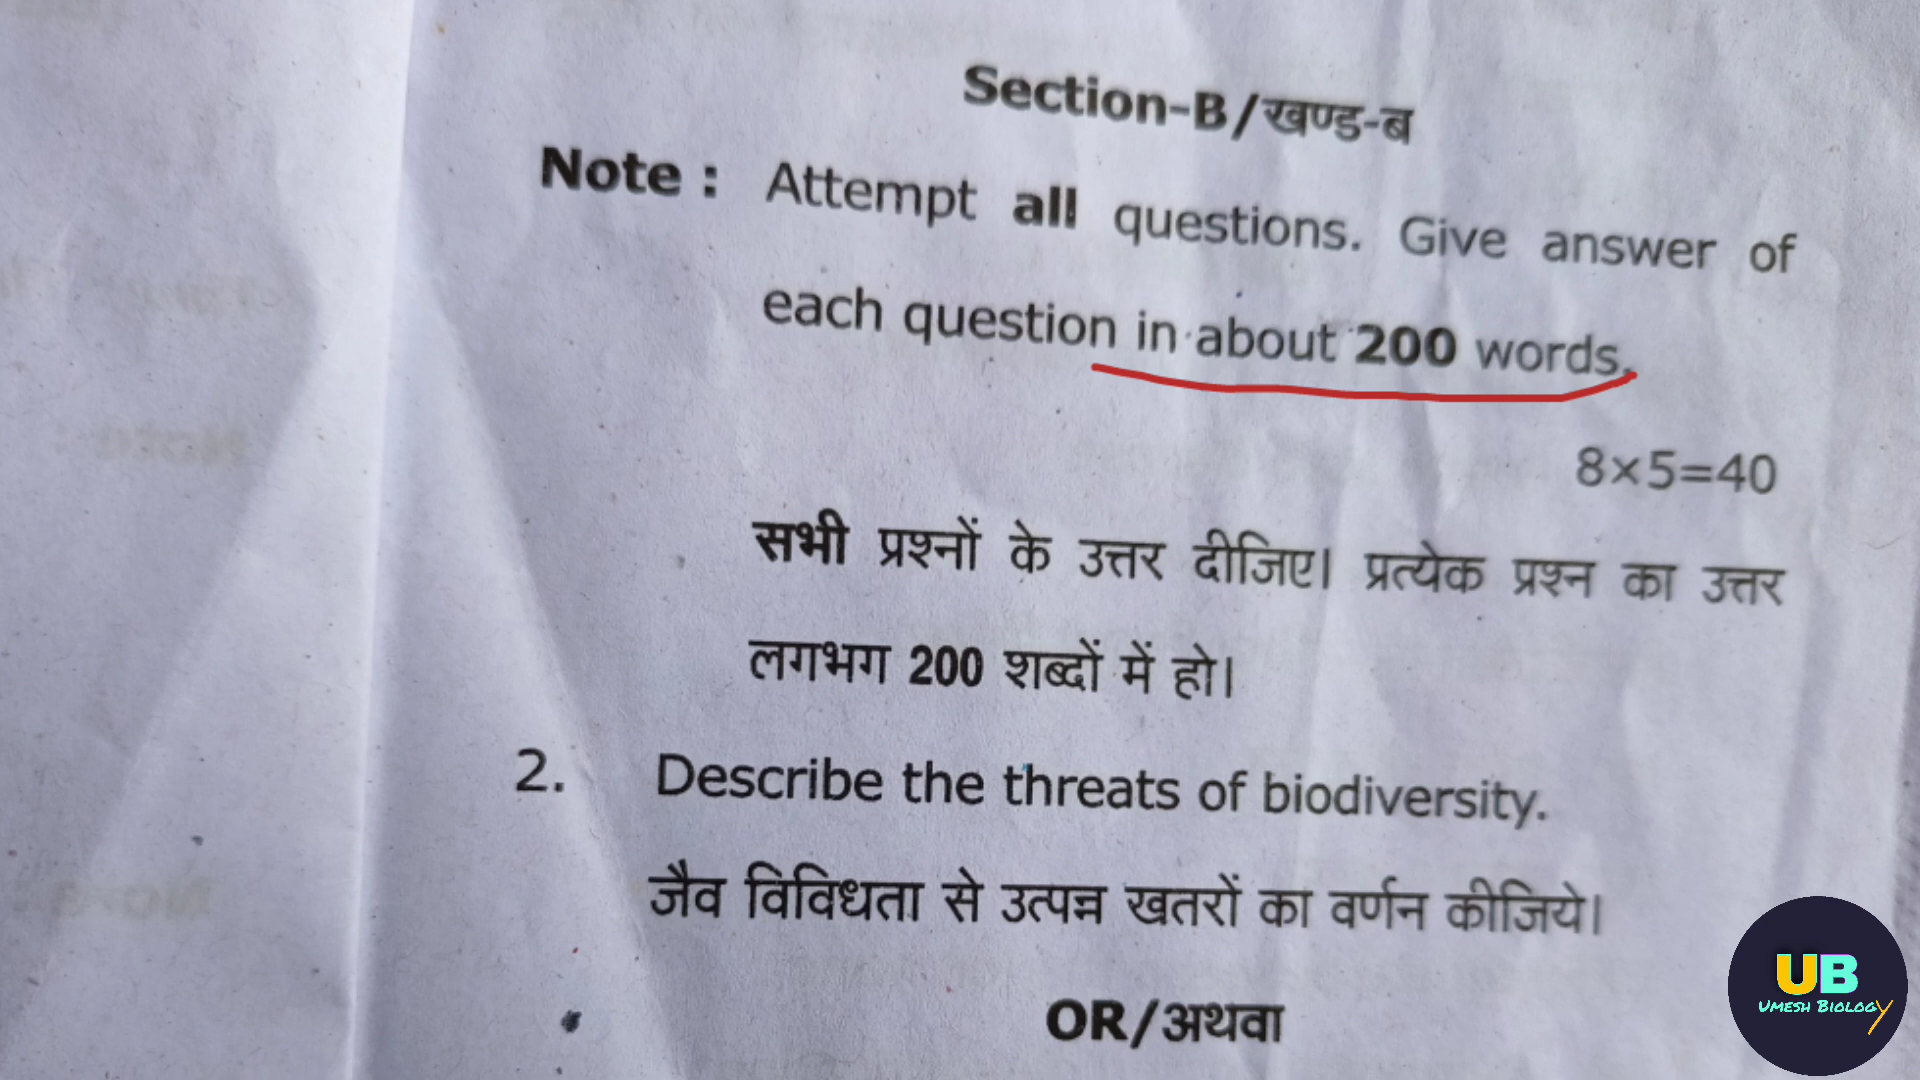 Section-B/खण्ड-ब
Note : Attempt all questions. Give answer of
each question in about 200 words.
8×5=40
सभी प्रश्नों के उत्तर दीजिए। प्रत्येक प्रश्न का उत्तर
लगभग 200 शब्दों में हो।
2. Describe the threats of biodiversity.
जैव विविधता से उत्पन्न खतरों का वर्णन कीजिये।
OR/अथवा
UB
UMESH BIOLOGY